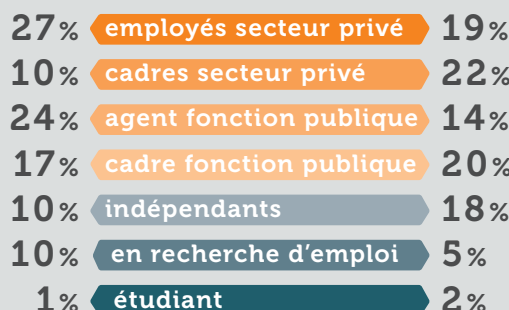 27% employés secteur privé 19%
10% cadres secteur privé 22%
24% agent fonction publique 14%
17% cadre fonction publique 20%
10% indépendants 18%
10% en recherche d'emploi 5%
1% étudiant 2%